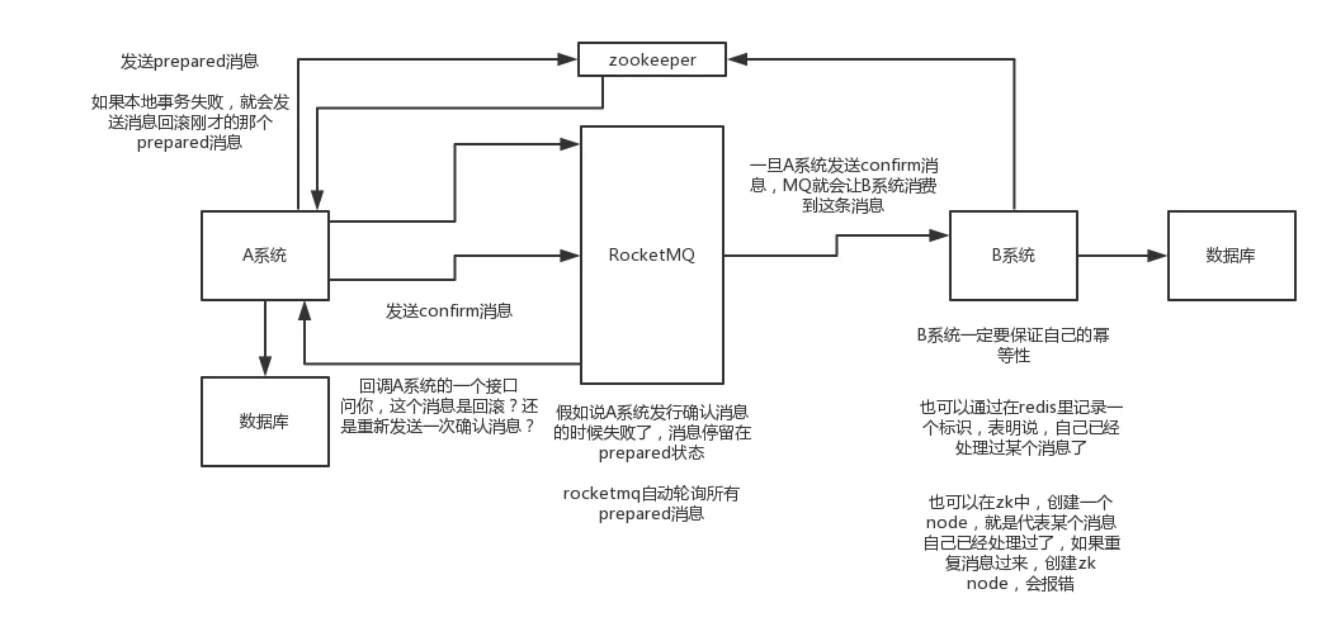 发送prepared消息
zookeeper
如果本地事务失败，就会发
送消息回滚刚才的那个
prepared消息
一旦A系统发送confirm消
息，MQ就会让B系统消费
到这条消息
A系统
RocketMQ
B系统
数据库
发送confirm消息
B系统一定要保证自己的幂
等性
回调A系统的一个接口
问你，这个消息是回滚？还
是重新发送一次确认消息？
数据库
假如说A系统发行确认消息
的时候失败了，消息停留在
prepared状态
rocketmq自动轮询所有
prepared消息
也可以通过在redis里记录一
个标识，表明说，自己已经
处理过某个消息了
也可以在zk中，创建一个
node，就是代表某个消息
自己已经处理过了，如果重
复消息过来，创建zk
node，会报错